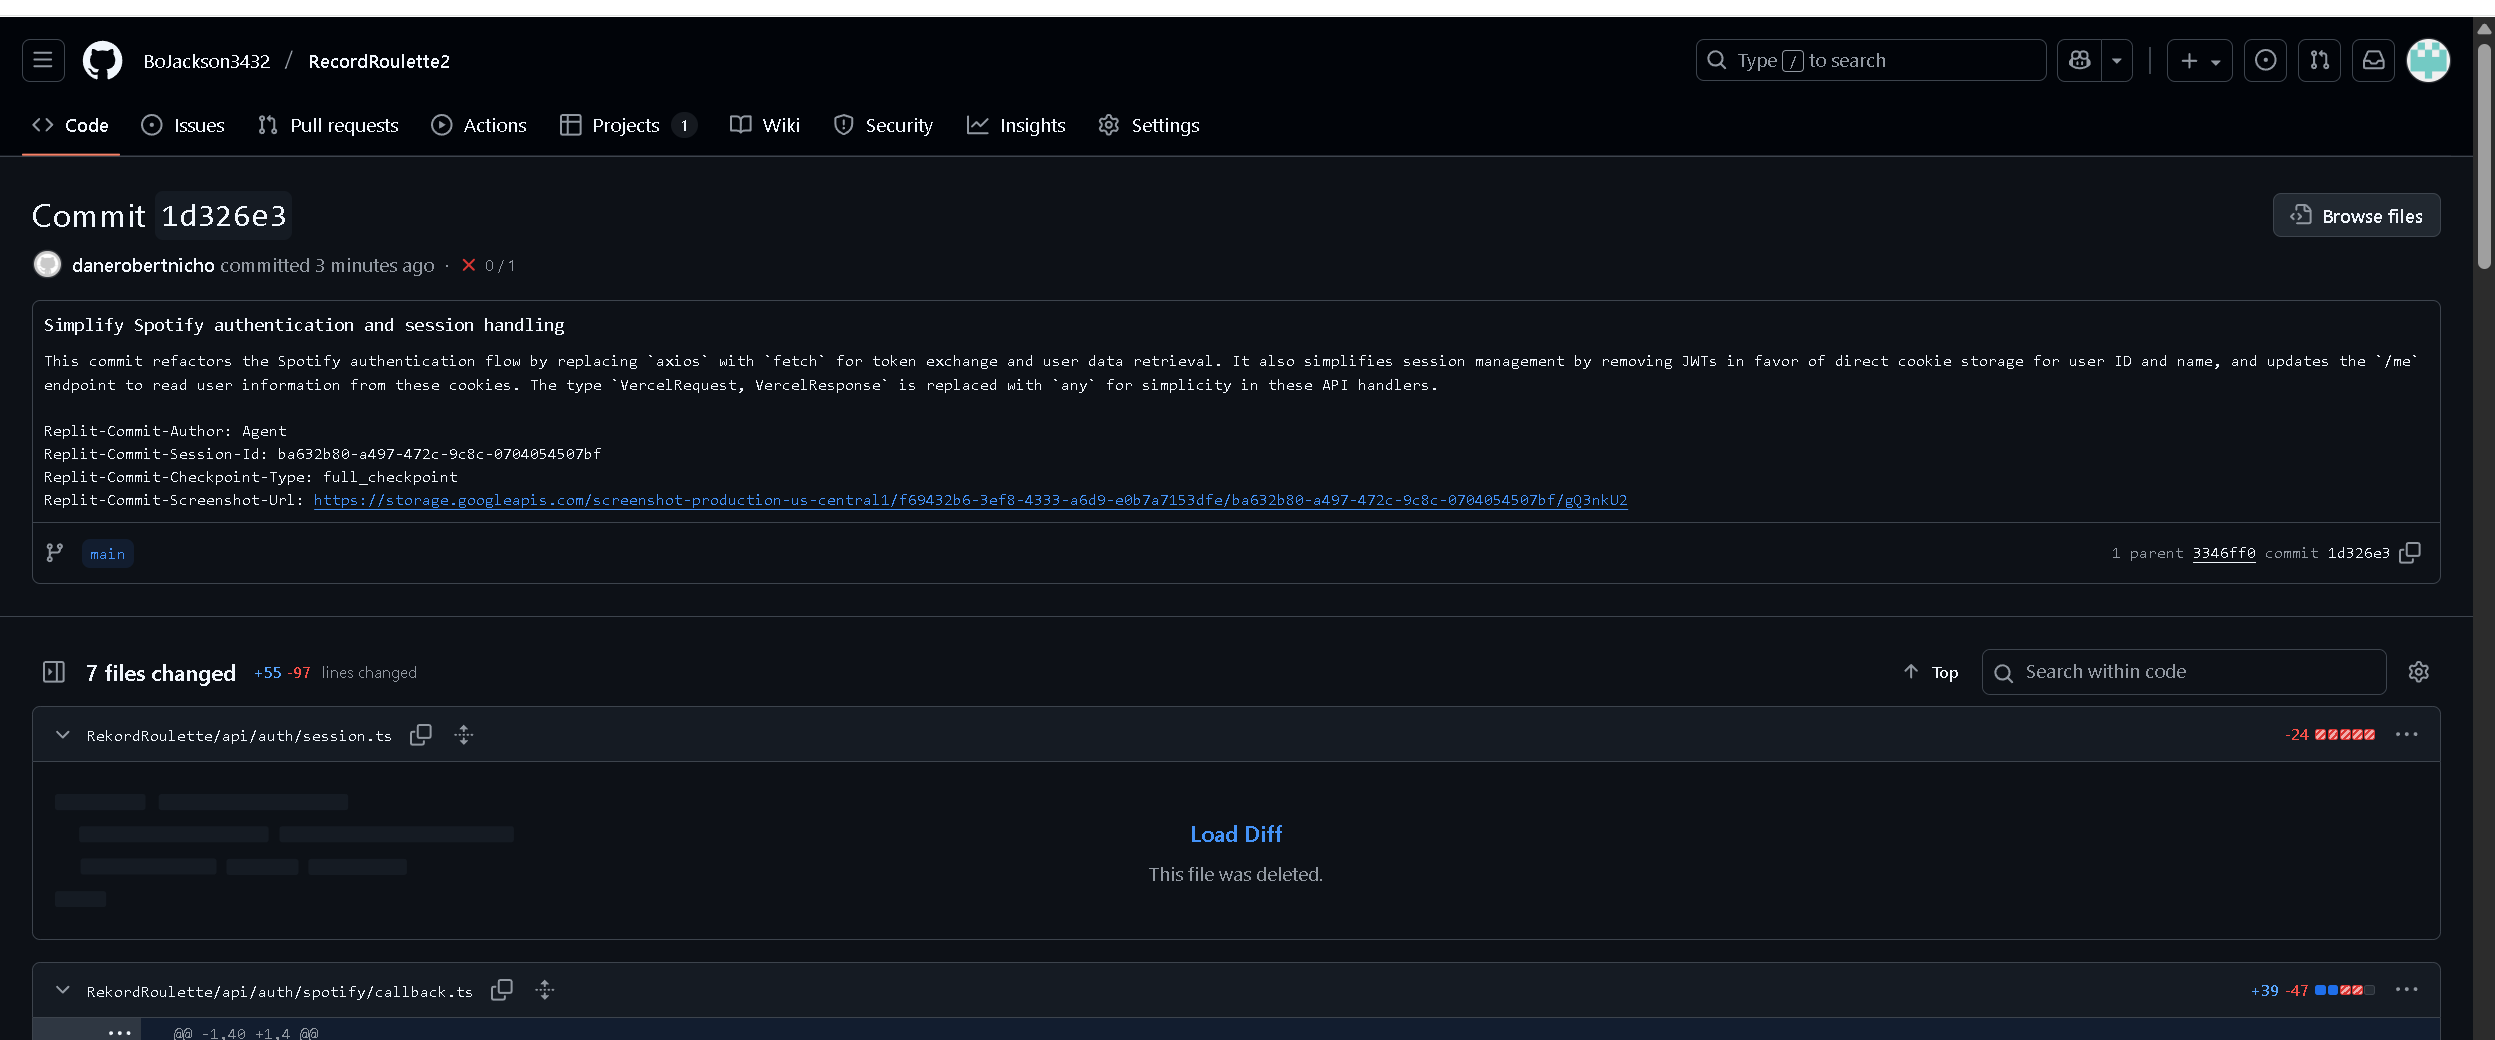 BoJackson3432 / RecordRoulette2
Type / to search
Code
Issues
Pull requests
Actions
Projects 1
Wiki
Security
Insights
Settings
Commit 1d326e3
Browse files
danerobertnicho committed 3 minutes ago · 0 / 1
Simplify Spotify authentication and session handling
This commit refactors the Spotify authentication flow by replacing `axios` with `fetch` for token exchange and user data retrieval. It also simplifies session management by removing JWTs in favor of direct cookie storage for user ID and name, and updates the `/me`
endpoint to read user information from these cookies. The type `VercelRequest, VercelResponse` is replaced with `any` for simplicity in these API handlers.
Replit-Commit-Author: Agent
Replit-Commit-Session-Id: ba632b80-a497-472c-9c8c-0704054507bf
Replit-Commit-Checkpoint-Type: full_checkpoint
Replit-Commit-Screenshot-Url: https://storage.googleapis.com/screenshot-production-us-central1/f69432b6-3ef8-4333-a6d9-e0b7a7153dfe/ba632b80-a497-472c-9c8c-0704054507bf/gQ3nkU2
main
1 parent 3346ff0 commit 1d326e3
7 files changed +55 -97 lines changed
Top
Search within code
RekordRoulette/api/auth/session.ts
-24
Load Diff
This file was deleted.
RekordRoulette/api/auth/spotify/callback.ts
+39 -47
@@ -1,40 +1,4 @@